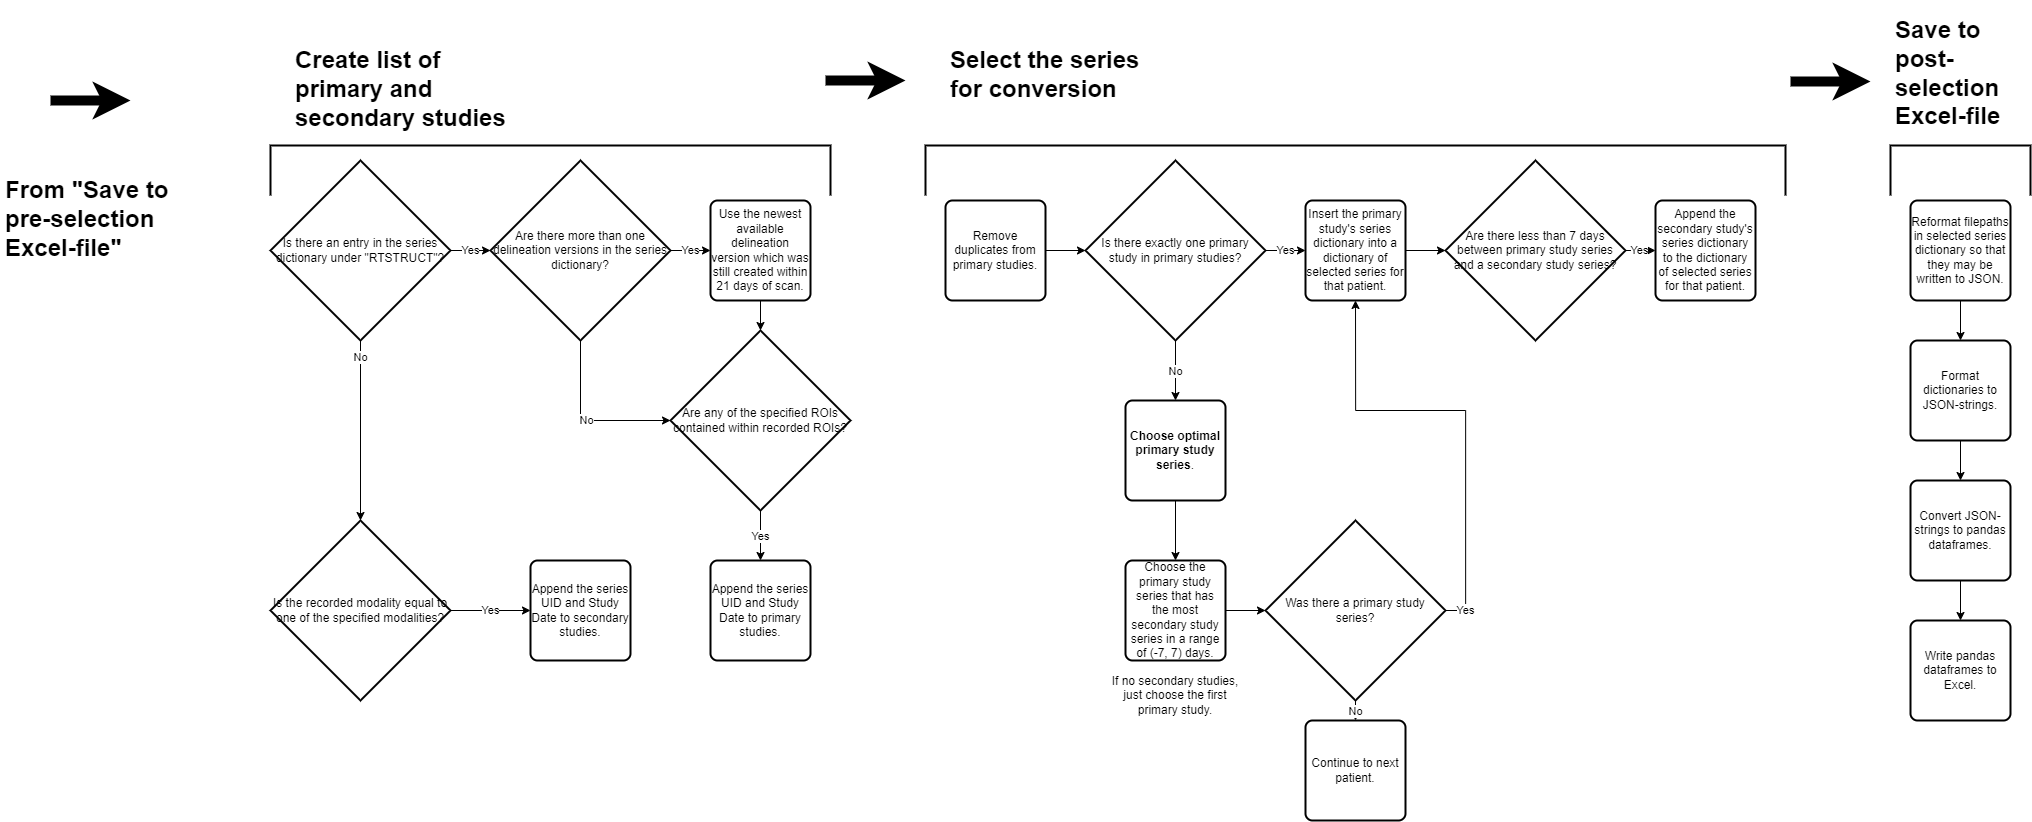 From "Save to
pre-selection
Excel-file"
Create list of
primary and
secondary studies
Is there an entry in the series
dictionary under "RTSTRUCT"?
Yes
No
Are there more than one
delineation versions in the series
dictionary?
Yes
No
Use the newest
available
delineation
version which was
still created within
21 days of scan.
Are any of the specified ROIs
contained within recorded ROIs?
Yes
Is the recorded modality equal to
one of the specified modalities?
Yes
Append the series
UID and Study
Date to secondary
studies.
Append the series
UID and Study
Date to primary
studies.
Select the series
for conversion
Remove
duplicates from
primary studies.
Is there exactly one primary
study in primary studies?
Yes
No
Insert the primary
study's series
dictionary into a
dictionary of
selected series for
that patient.
Are there less than 7 days
between primary study series
and a secondary study series?
Yes
Append the
secondary study's
series dictionary
to the dictionary
of selected series
for that patient.
Choose optimal
primary study
series.
Choose the
primary study
series that has
the most
secondary study
series in a range
of (-7, 7) days.
If no secondary studies,
just choose the first
primary study.
Was there a primary study
series?
Yes
No
Continue to next
patient.
Save to
post-
selection
Excel-file
Reformat filepaths
in selected series
dictionary so that
they may be
written to JSON.
Format
dictionaries to
JSON-strings.
Convert JSON-
strings to pandas
dataframes.
Write pandas
dataframes to
Excel.